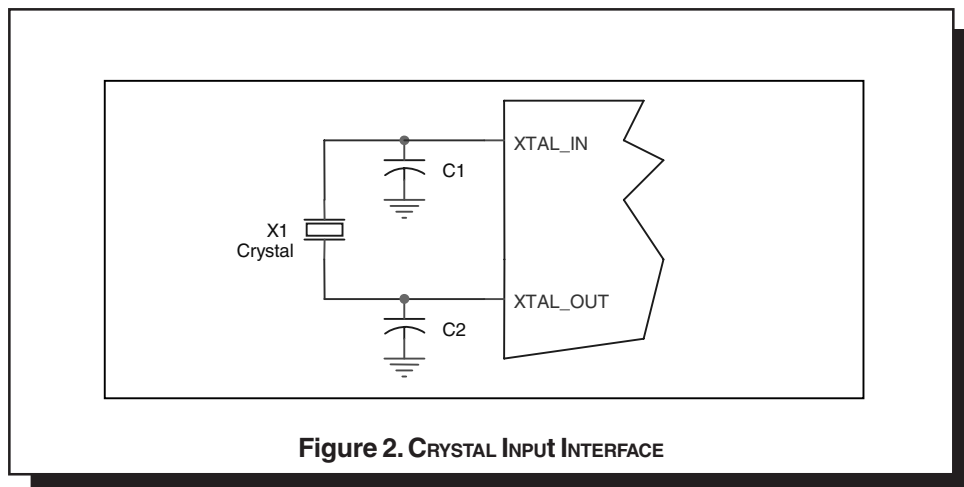 XTAL_IN
C1
X1
Crystal
XTAL_OUT
C2
Figure 2. CRYSTAL INPUt INTERFACE